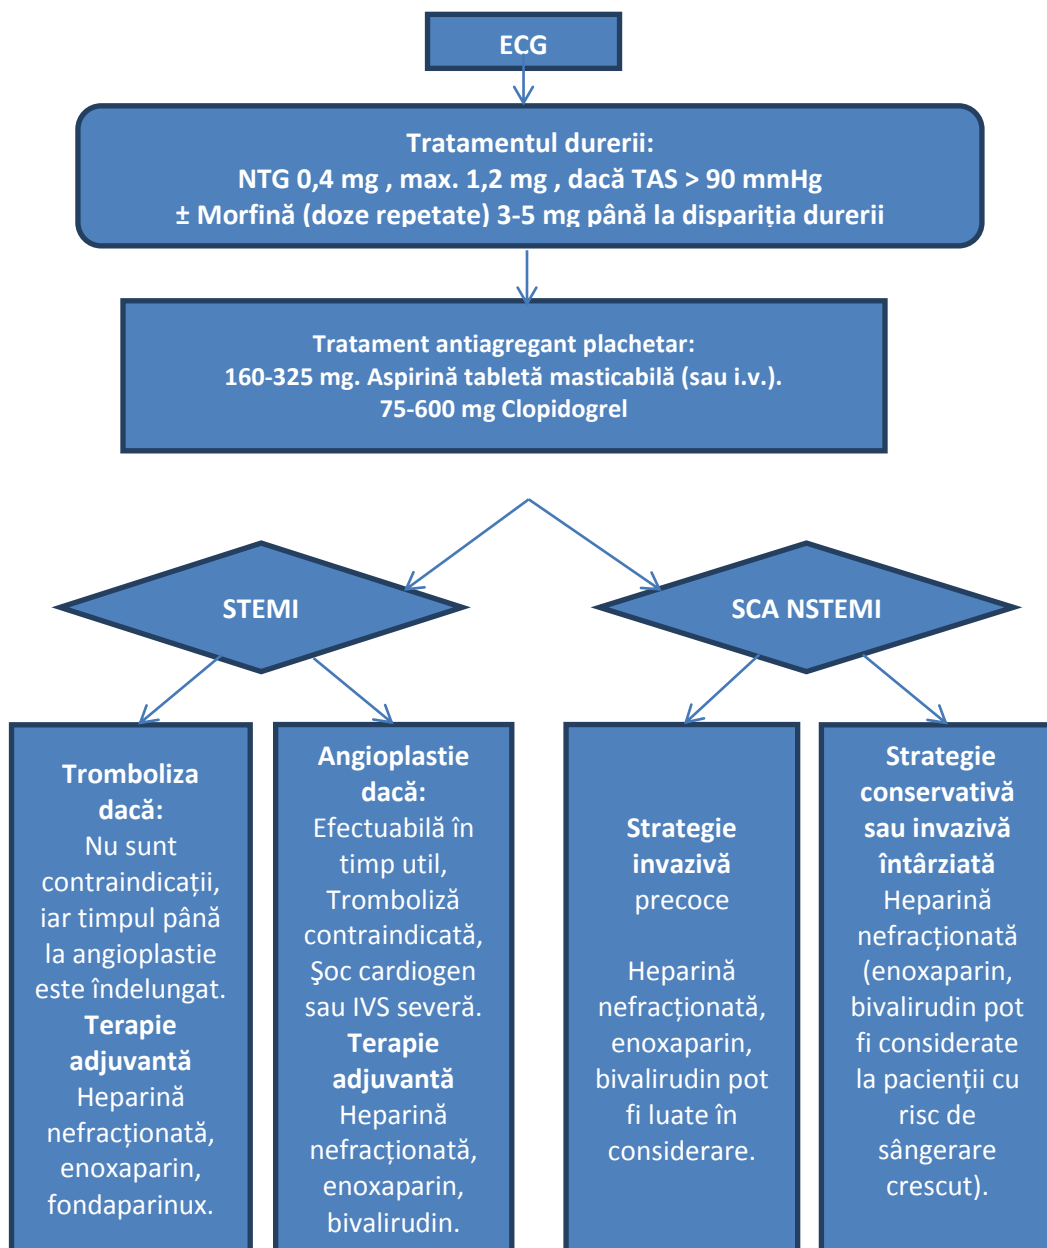 ECG
Tratamentul durerii:
NTG 0,4 mg , max. 1,2 mg , dacă TAS > 90 mmHg
± Morfină (doze repetate) 3-5 mg până la dispariția durerii
Tratament antiagregant plachetar:
160-325 mg. Aspirină tabletă masticabilă (sau i.v.).
75-600 mg Clopidogrel
STEMI
SCA NSTEMI
Tromboliza
dacă:
Nu sunt
contraindicații,
iar timpul până
la angioplastie
este îndelungat.
Terapie
adjuvantă
Heparină
nefracționată,
enoxaparin,
fondaparinux.
Angioplastie
dacă:
Efectuabilă în
timp util,
Tromboliză
contraindicată,
Şoc cardiogen
sau IVS severă.
Terapie
adjuvantă
Heparină
nefracționată,
enoxaparin,
bivalirudin.
Strategie
invazivă
precoce
Heparină
nefracționată,
enoxaparin,
bivalirudin pot
fi luate în
considerare.
Strategie
conservativă
sau invazivă
întârziată
Heparină
nefracționată
(enoxaparin,
bivalirudin pot
fi considerate
la pacienții cu
risc de
sângerare
crescut).